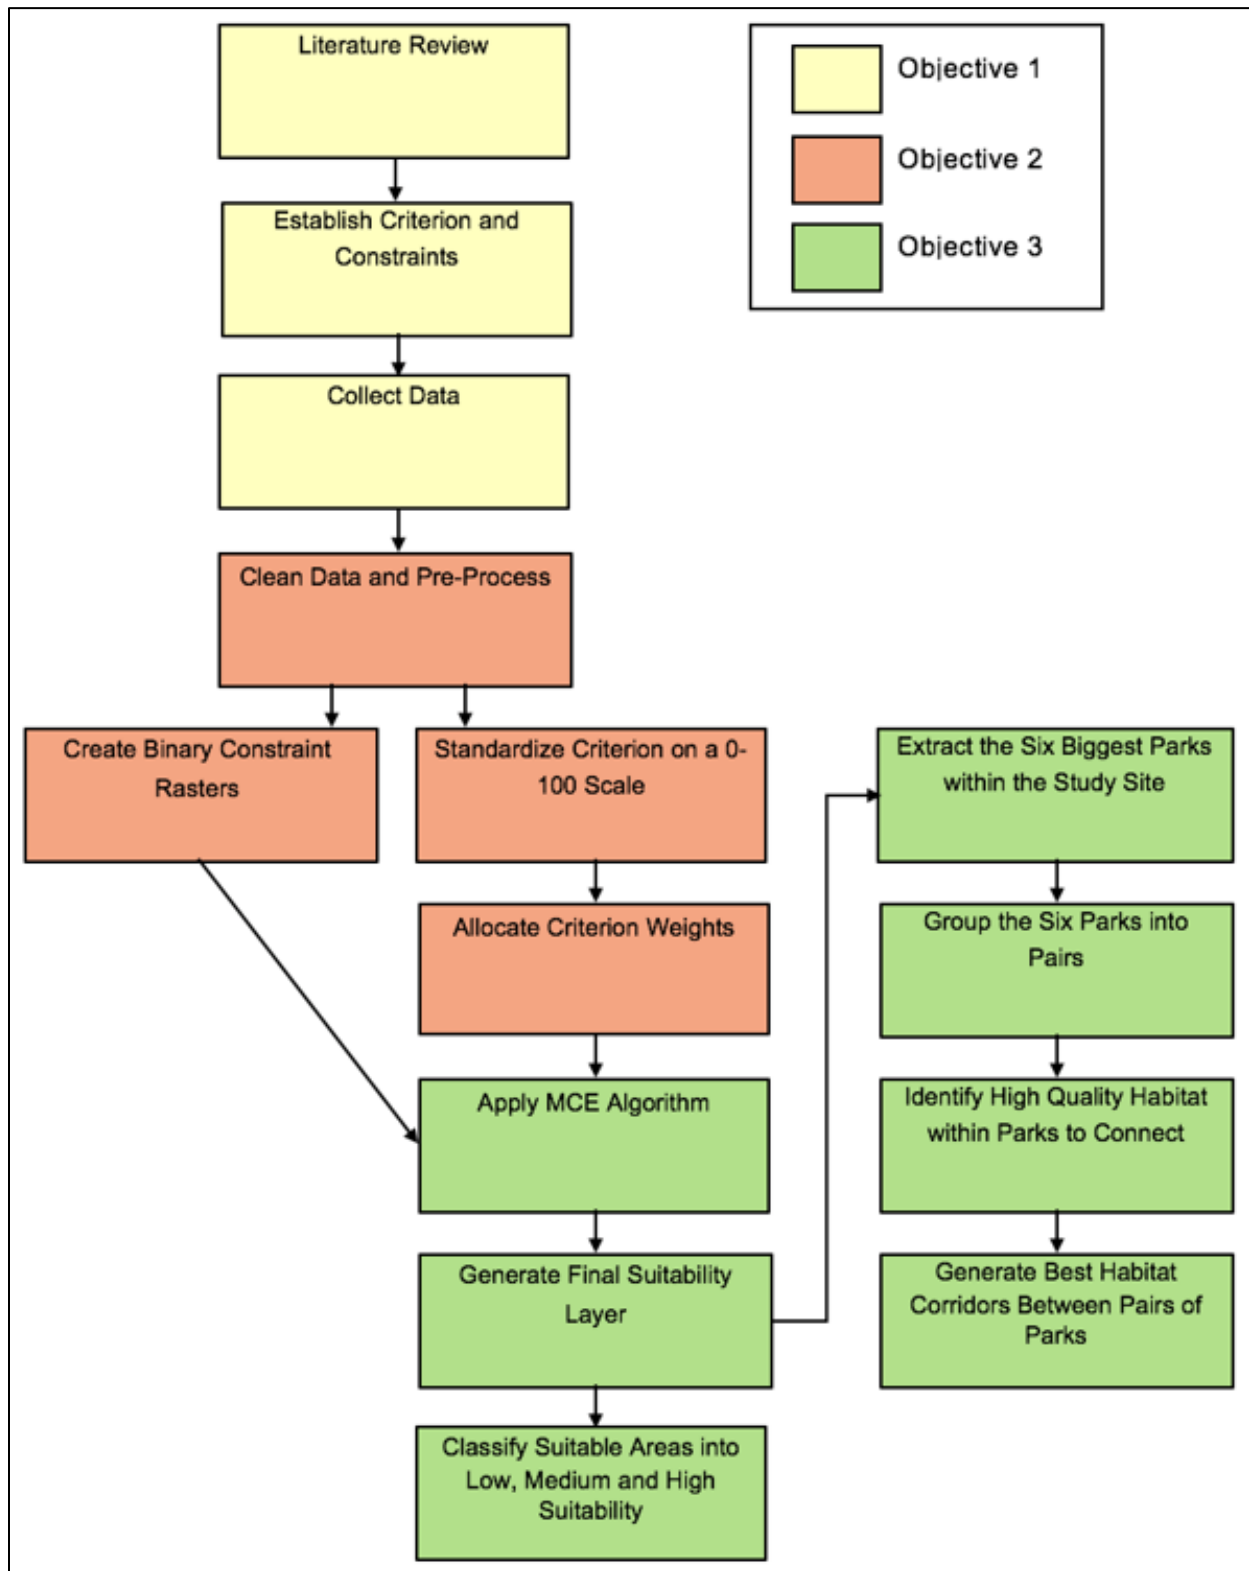 Literature Review
Establish Criterion and
Constraints
Collect Data
Clean Data and Pre-Process
Create Binary Constraint
Rasters
Standardize Criterion on a 0-
100 Scale
Allocate Criterion Weights
Apply MCE Algorithm
Generate Final Suitability
Layer
Classify Suitable Areas into
Low, Medium and High
Suitability
Extract the Six Biggest Parks
within the Study Site
Group the Six Parks into
Pairs
Identify High Quality Habitat
within Parks to Connect
Generate Best Habitat
Corridors Between Pairs of
Parks
Objective 1
Objective 2
Objective 3